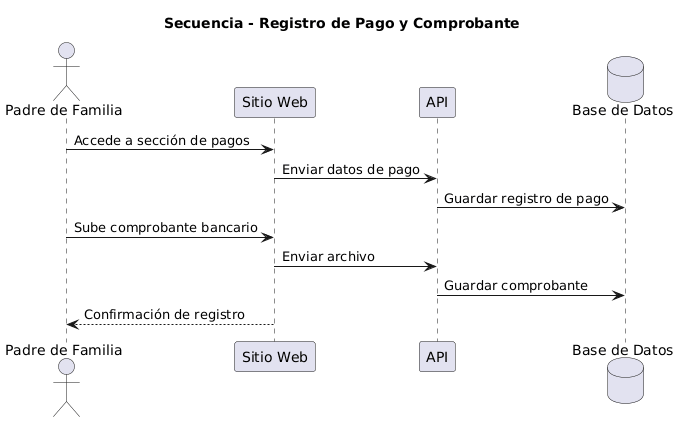 Secuencia - Registro de Pago y Comprobante
Padre de Familia
Sitio Web
API
Base de Datos
Accede a sección de pagos
Enviar datos de pago
Guardar registro de pago
Sube comprobante bancario
Enviar archivo
Guardar comprobante
Confirmación de registro
Padre de Familia
Sitio Web
API
Base de Datos